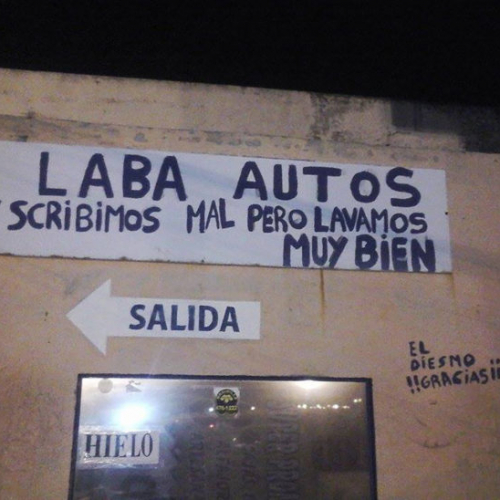 LABA AUTOS
SCRIBIMOS MAL PERO LAVAMOS
MUY BIEN
SALIDA
EL
DIESMO
!!GRACIAS!!
HIELO